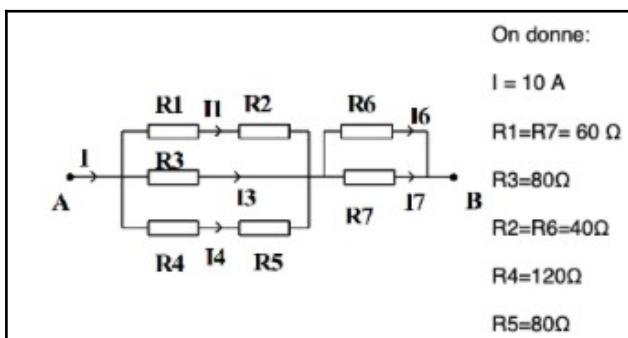 On donne:
I = 10 A
R1 I1 R2 R6 I6
R1=R7= 60 Ω
I R3
R3=80Ω
A I3 R7 I7 B
R2=R6=40Ω
R4 I4 R5
R4=120Ω
R5=80Ω